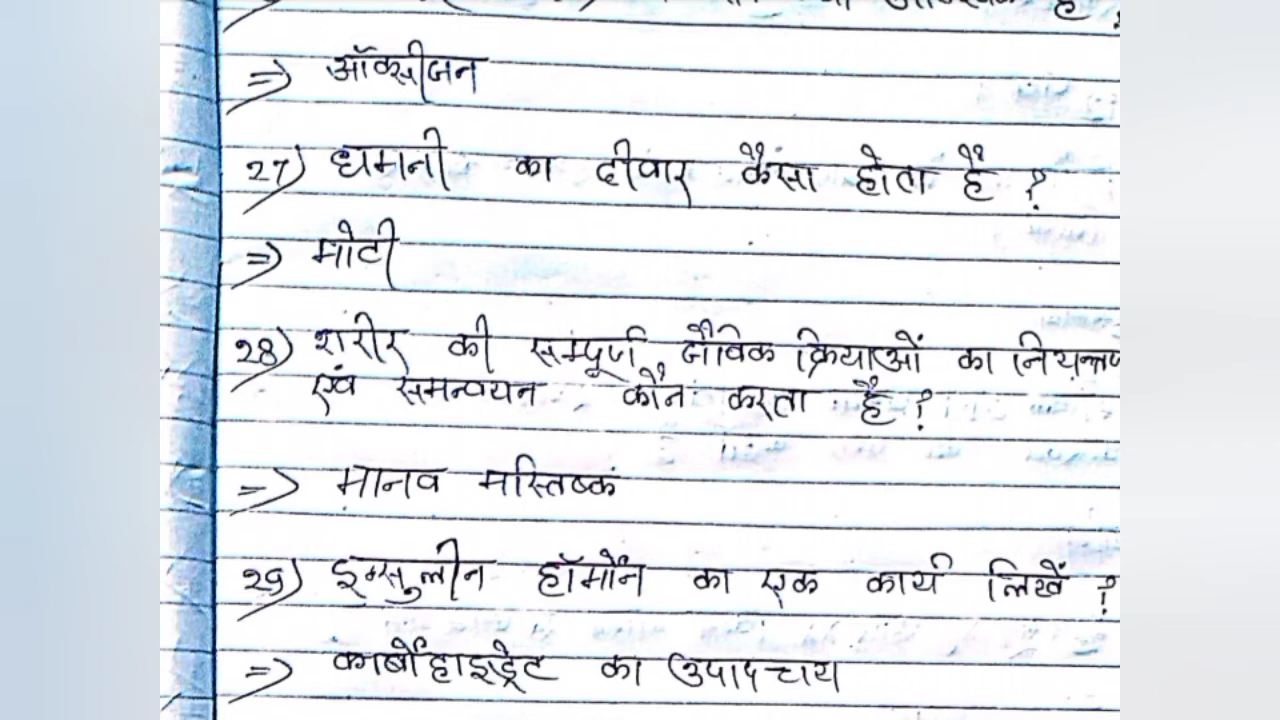 है ?
=> ऑक्सीजन
27) धमनी का दीवार कैसा होता है ?
=> मोटी
28) शरीर की सम्पूर्ण जैविक क्रियाओं का नियन्त्रण
एवं समन्वयन कौन करता है ?
=> मानव मस्तिष्क
29) इन्सुलीन हॉर्मोन का एक कार्य लिखें ?
=> कार्बोहाइड्रेट का उपापचाय